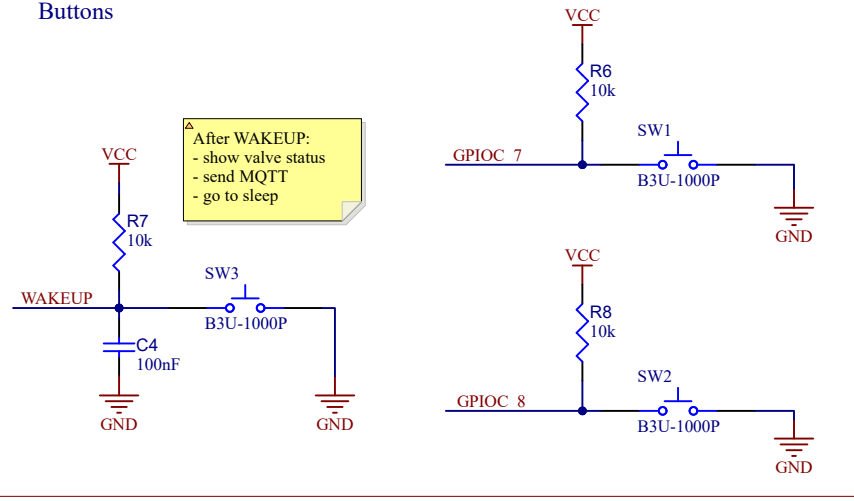 Buttons
After WAKEUP:
- show valve status
- send MQTT
- go to sleep
VCC
R7
10k
WAKEUP
SW3
B3U-1000P
C4
100nF
GND
GND
VCC
R6
10k
GPIOC_7
SW1
B3U-1000P
GND
VCC
R8
10k
GPIOC_8
SW2
B3U-1000P
GND